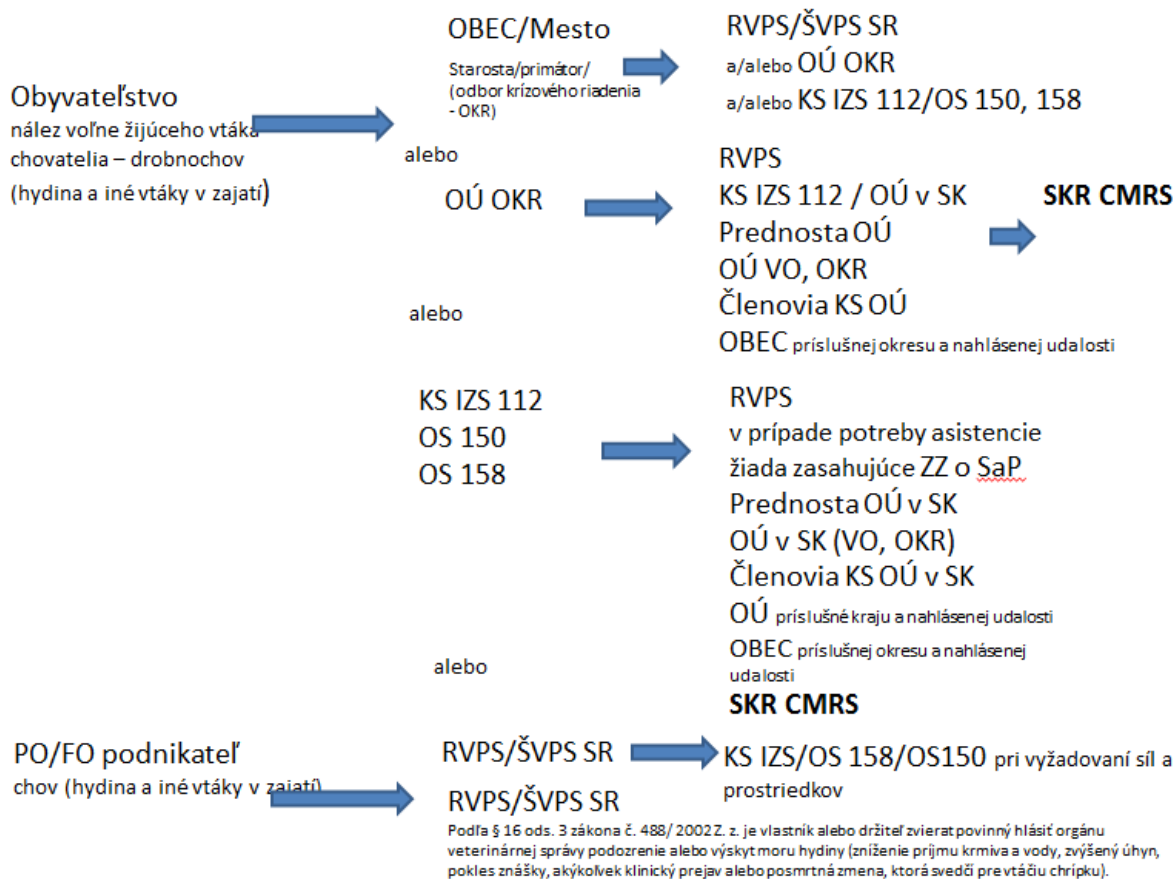 OBEC/Mesto
Starosta/primátor/
(odbor krízového riadenia
- OKR)
RVPS/ŠVPS SR
a/alebo OÚ OKR
a/alebo KS IZS 112/OS 150, 158
Obyvateľstvo
nález voľne žijúceho vtáka
chovatelia – drobnochov
(hydina a iné vtáky v zajatí)
alebo
OÚ OKR
RVPS
KS IZS 112 / OÚ v SK
Prednosta OÚ
OÚ VO, OKR
Členovia KS OÚ
OBEC príslušnej okresu a nahlásenej udalosti
SKR CMRS
alebo
KS IZS 112
OS 150
OS 158
RVPS
v prípade potreby asistencie
žiada zasahujúce ZZ o SaP
Prednosta OÚ v SK
OÚ v SK (VO, OKR)
Členovia KS OÚ v SK
OÚ príslušné kraju a nahlásenej udalosti
OBEC príslušnej okresu a nahlásenej
udalosti
SKR CMRS
alebo
PO/FO podnikateľ
chov (hydina a iné vtáky v zajatí)
RVPS/ŠVPS SR
KS IZS/OS 158/OS150 pri vyžadovaní síl a
prostriedkov
RVPS/ŠVPS SR
Podľa § 16 ods. 3 zákona č. 488/ 2002 Z. z. je vlastník alebo držiteľ zvierat povinný hlásiť orgánu
veterinárnej správy podozrenie alebo výskyt moru hydiny (zníženie príjmu krmiva a vody, zvýšený úhyn,
pokles znášky, akýkoľvek klinický prejav alebo posmrtná zmena, ktorá svedčí pre vtáčiu chrípku).